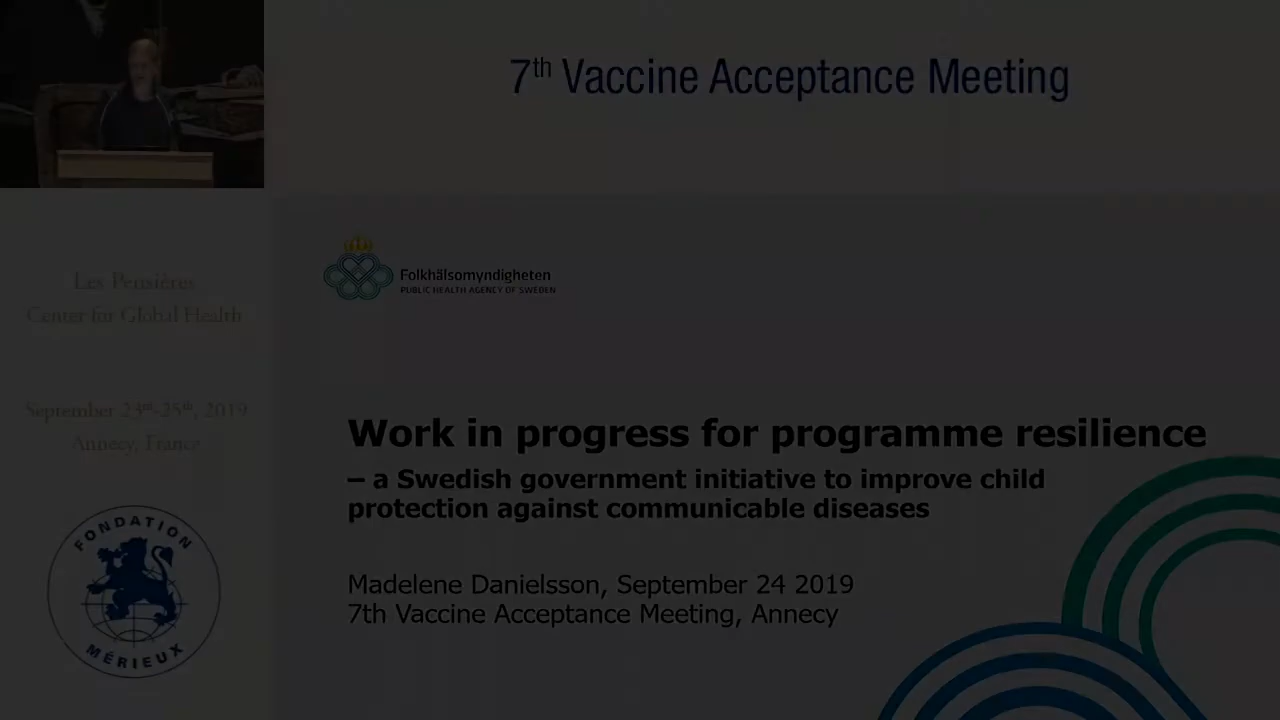 7th Vaccine Acceptance Meeting
Les Pensières
Center for Global Health
September 23rd-25th, 2019
Annecy, France
FONDATION
MÉRIEUX
Folkhälsomyndigheten
PUBLIC HEALTH AGENCY OF SWEDEN
Work in progress for programme resilience
– a Swedish government initiative to improve child
protection against communicable diseases
Madelene Danielsson, September 24 2019
7th Vaccine Acceptance Meeting, Annecy